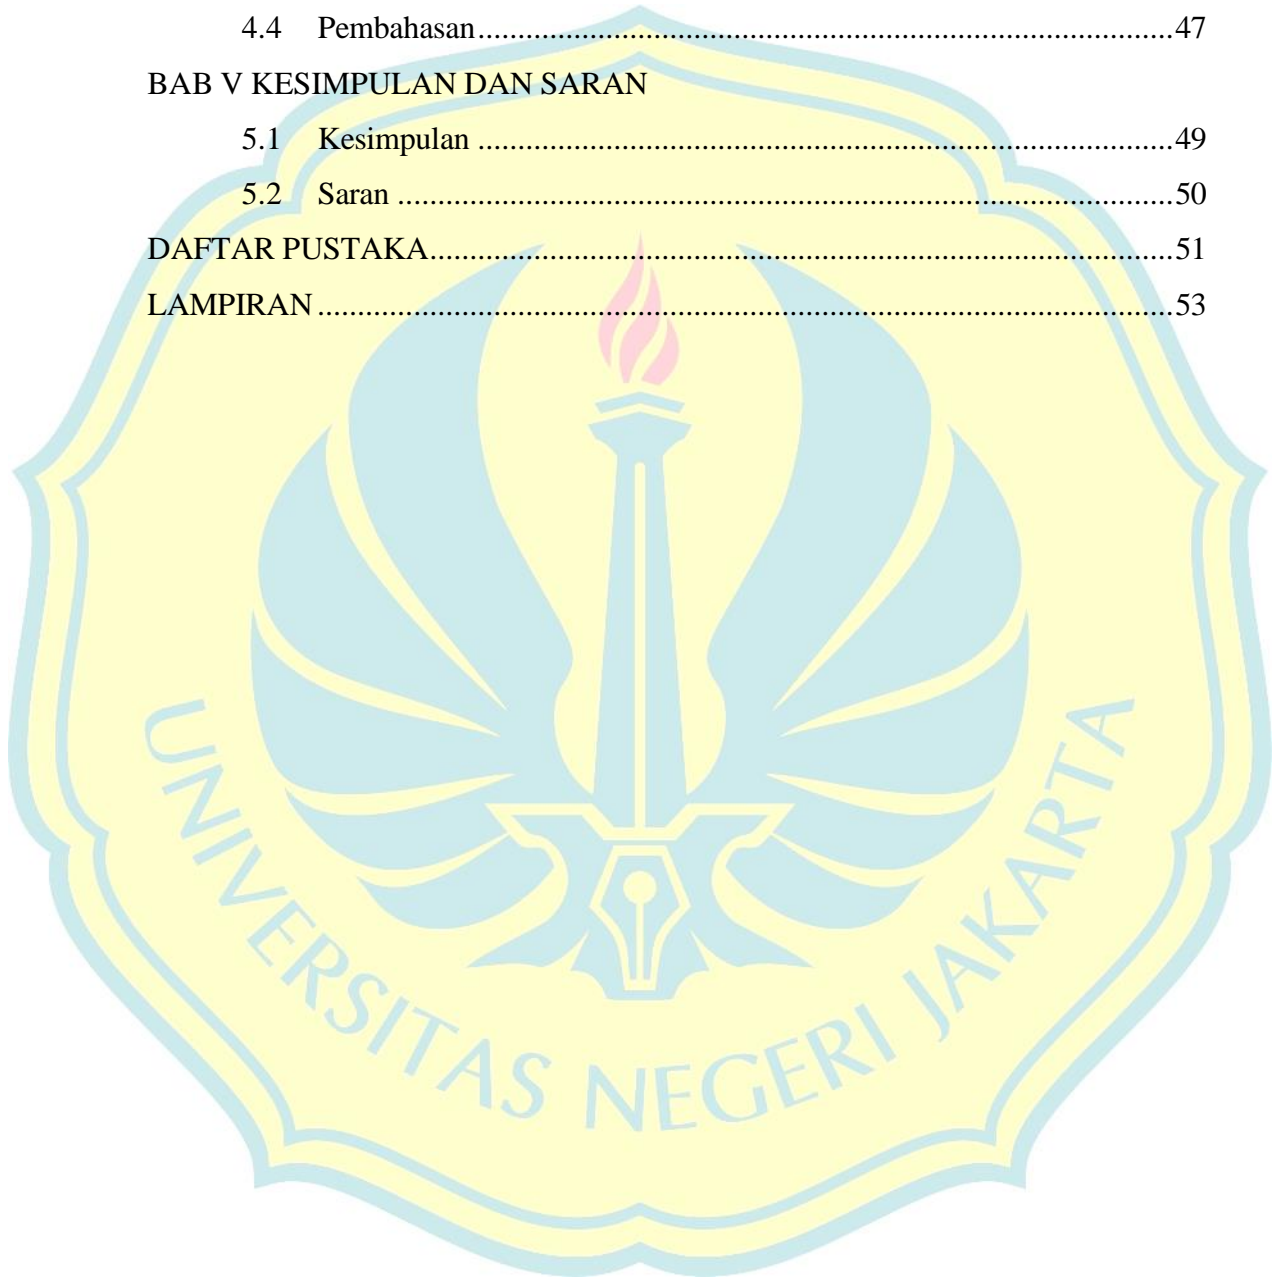 4.4 Pembahasan.......................................................................................47
BAB V KESIMPULAN DAN SARAN
5.1 Kesimpulan .......................................................................................49
5.2 Saran ..................................................................................................50
DAFTAR PUSTAKA.............................................................................................51
LAMPIRAN...........................................................................................................53
UNIVERSITAS NEGERI JAKARTA